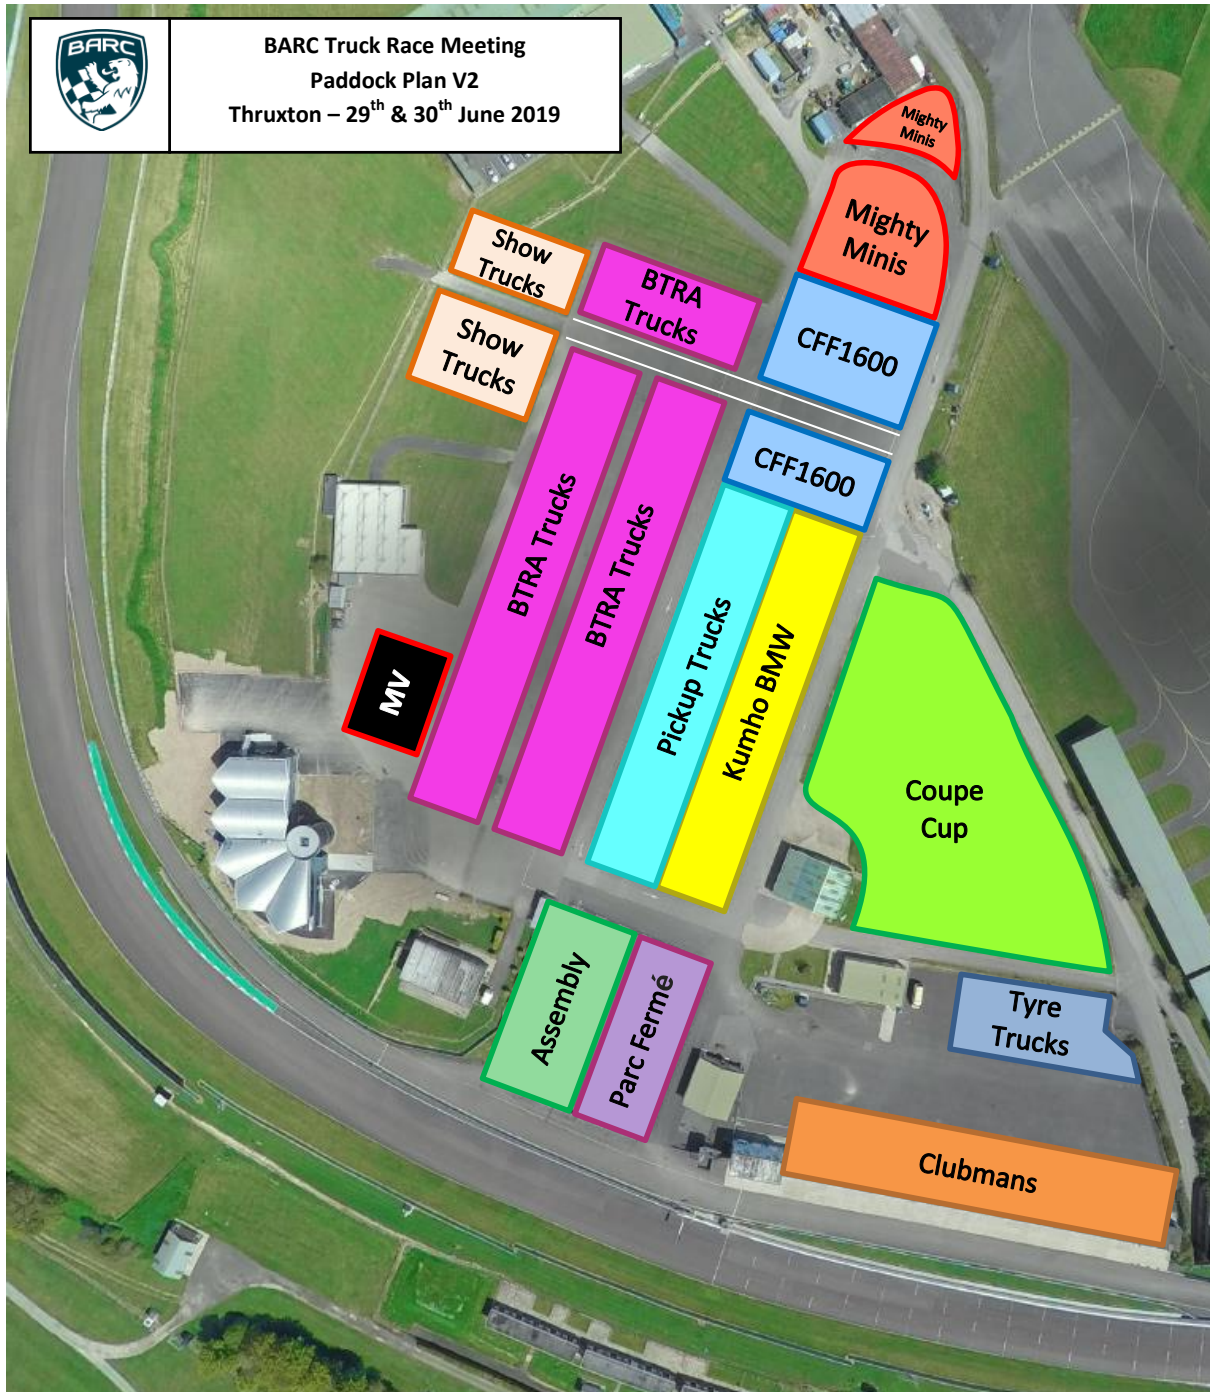 BARC
BARC Truck Race Meeting
Paddock Plan V2
Thruxton – 29th & 30th June 2019
Mighty
Minis
Mighty
Minis
Show
Trucks
BTRA
Trucks
Show
Trucks
CFF1600
CFF1600
BTRA Trucks
BTRA Trucks
Pickup Trucks
Kumho BMW
MV
Coupe
Cup
Assembly
Parc Fermé
Tyre
Trucks
Clubmans